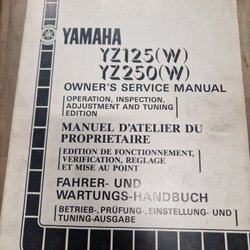 YAMAHA
YZ125(W)
YZ250(W)
OWNER'S SERVICE MANUAL
OPERATION, INSPECTION,
ADJUSTMENT AND TUNING
EDITION
MANUEL D'ATELIER DU
PROPRIETAIRE
EDITION DE FONCTIONNEMENT,
VERIFICATION, REGLAGE
ET MISE AU POINT
FAHRER- UND
WARTUNGS-HANDBUCH
BETRIEB-, PRÜFUNG-, EINSTELLUNG- UND
TUNING-AUSGABE